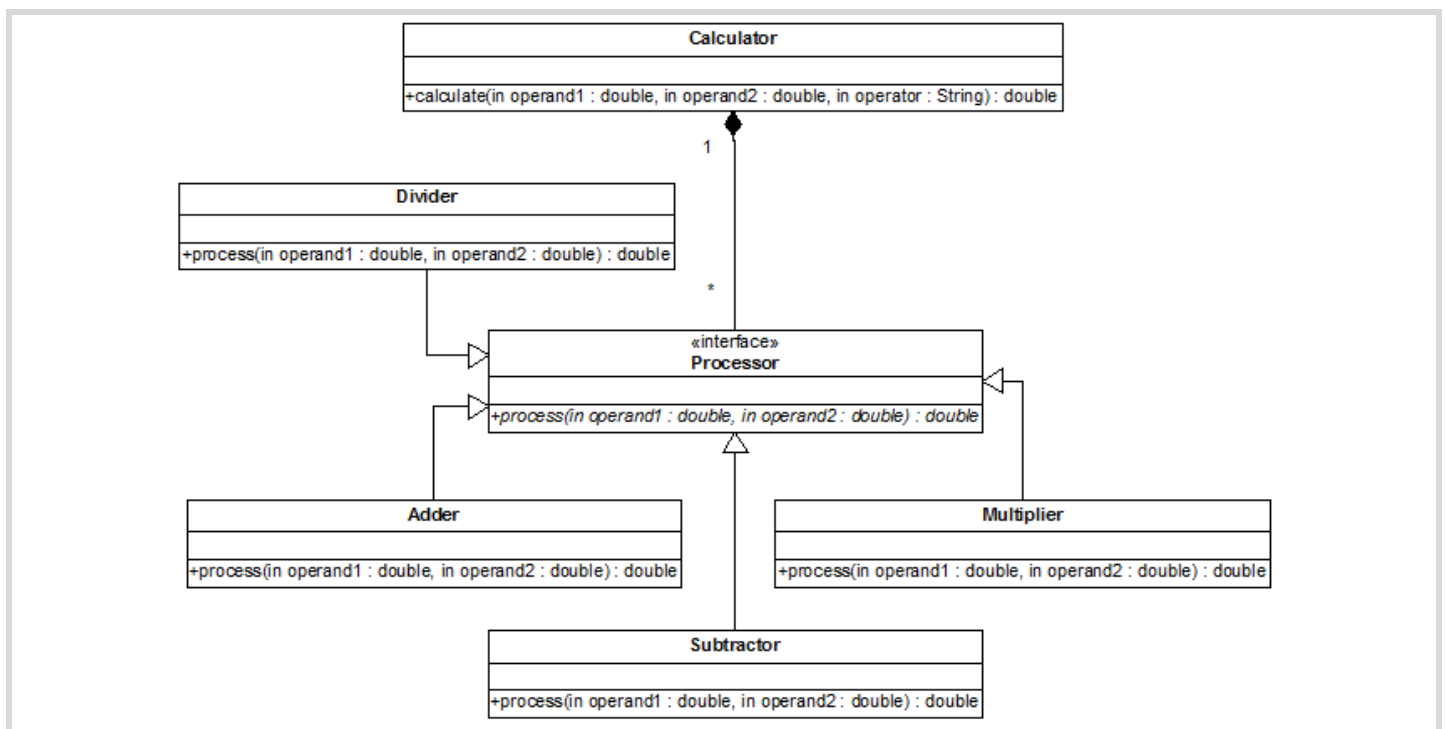 Calculator
+calculate(in operand1 : double, in operand2 : double, in operator : String) : double
1
Divider
+process(in operand1 : double, in operand2 : double) : double
*
«interface»
Processor
+process(in operand1 : double, in operand2 : double) : double
Adder
+process(in operand1 : double, in operand2 : double) : double
Multiplier
+process(in operand1 : double, in operand2 : double) : double
Subtractor
+process(in operand1 : double, in operand2 : double) : double